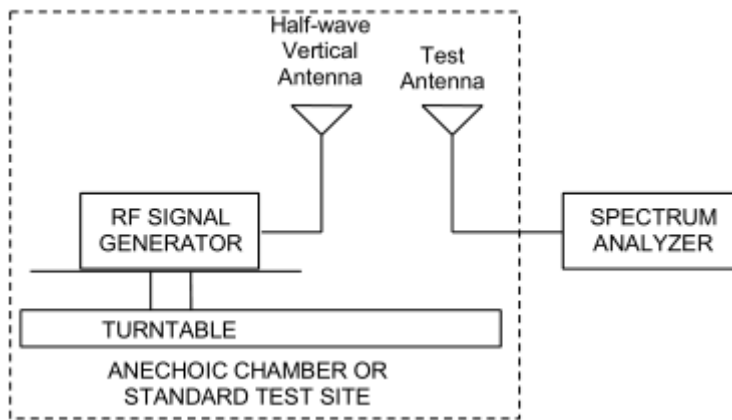 Half-wave
Vertical
Antenna
Test
Antenna
RF SIGNAL
GENERATOR
SPECTRUM
ANALYZER
TURNTABLE
ANECHOIC CHAMBER OR
STANDARD TEST SITE